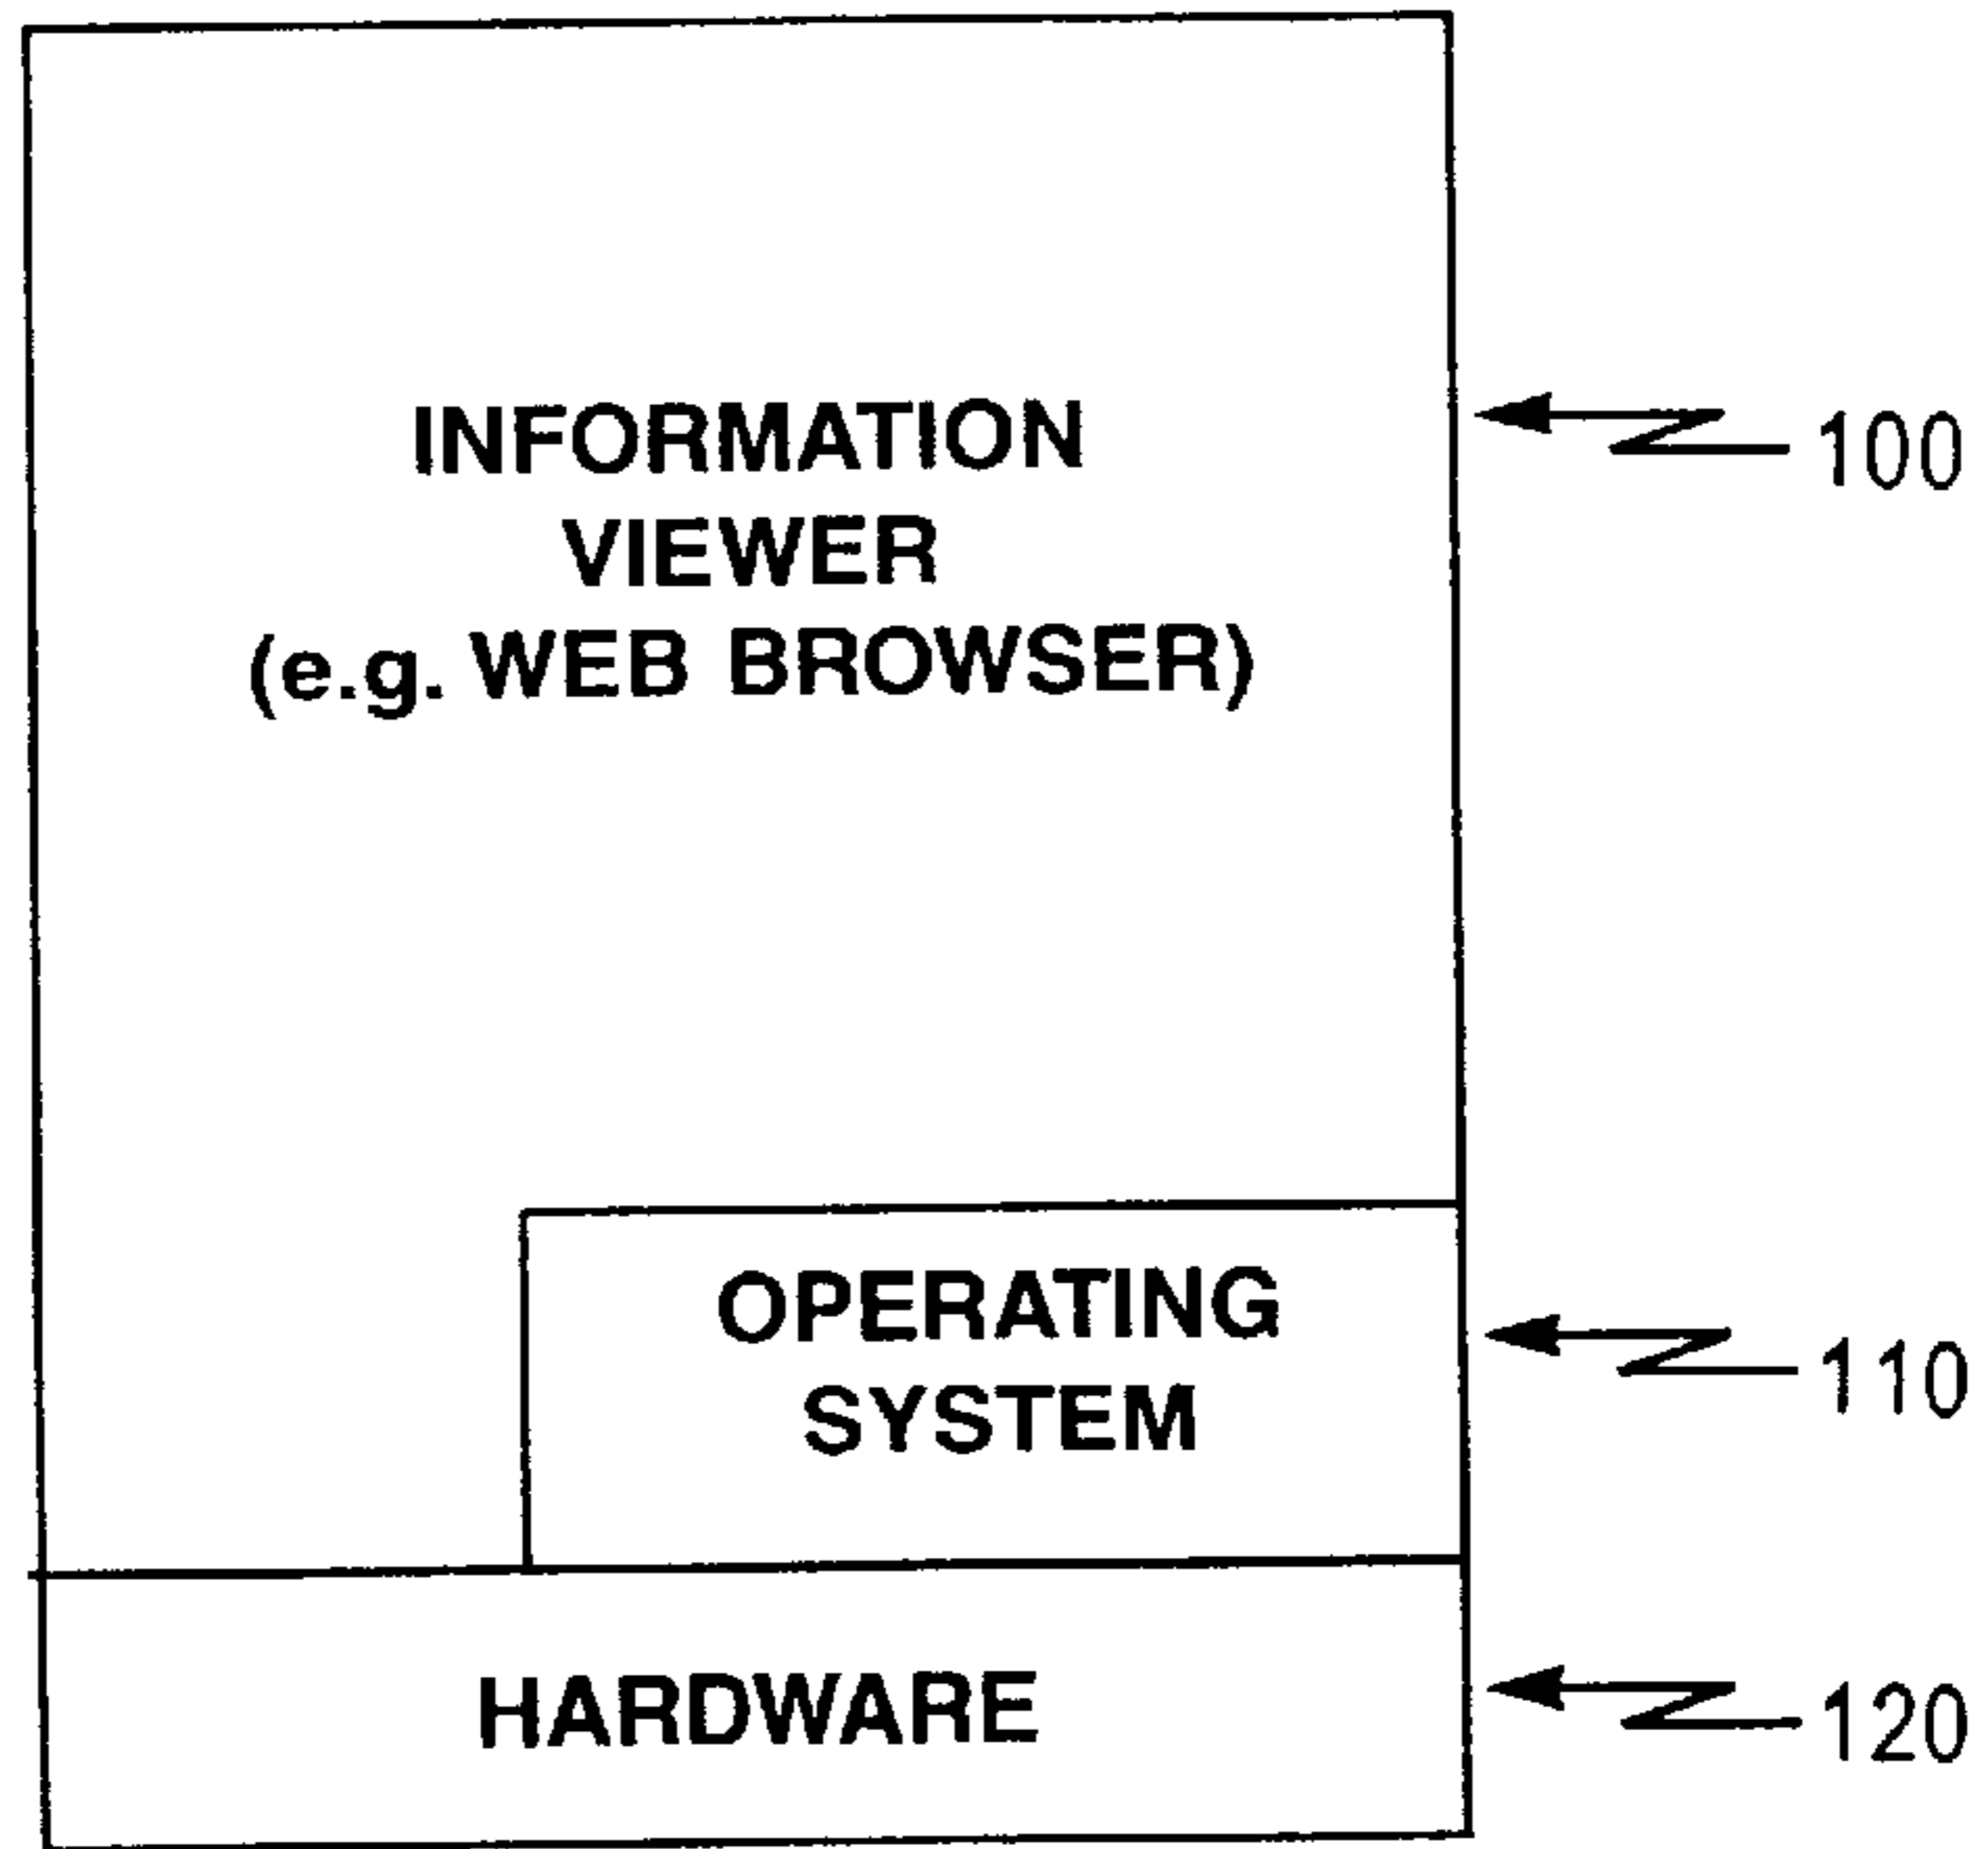 INFORMATION
VIEWER
(e.g. WEB BROWSER)
100
OPERATING
SYSTEM
110
HARDWARE
120